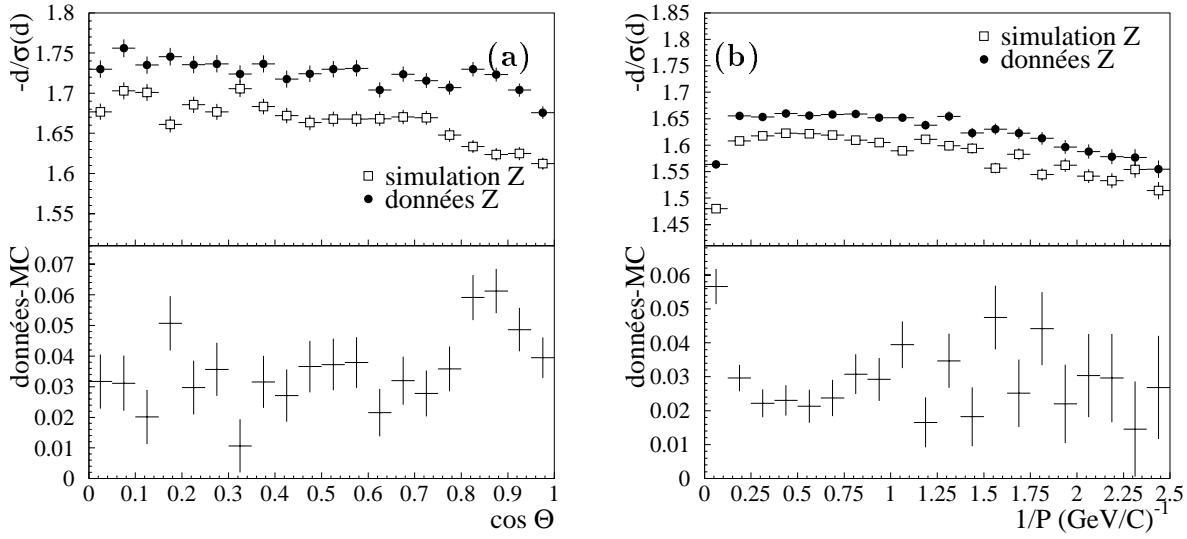 -d/σ(d)
1.8
1.75
1.7
1.65
1.6
1.55
(a)
simulation Z
données Z
données-MC
0.07
0.06
0.05
0.04
0.03
0.02
0.01
0
0 0.1 0.2 0.3 0.4 0.5 0.6 0.7 0.8 0.9 1
cos Θ
-d/σ(d)
1.85
1.8
1.75
1.7
1.65
1.6
1.55
1.5
1.45
(b)
simulation Z
données Z
données-MC
0.06
0.05
0.04
0.03
0.02
0.01
0
0 0.25 0.5 0.75 1 1.25 1.5 1.75 2 2.25 2.5
1/P (GeV/C)⁻¹